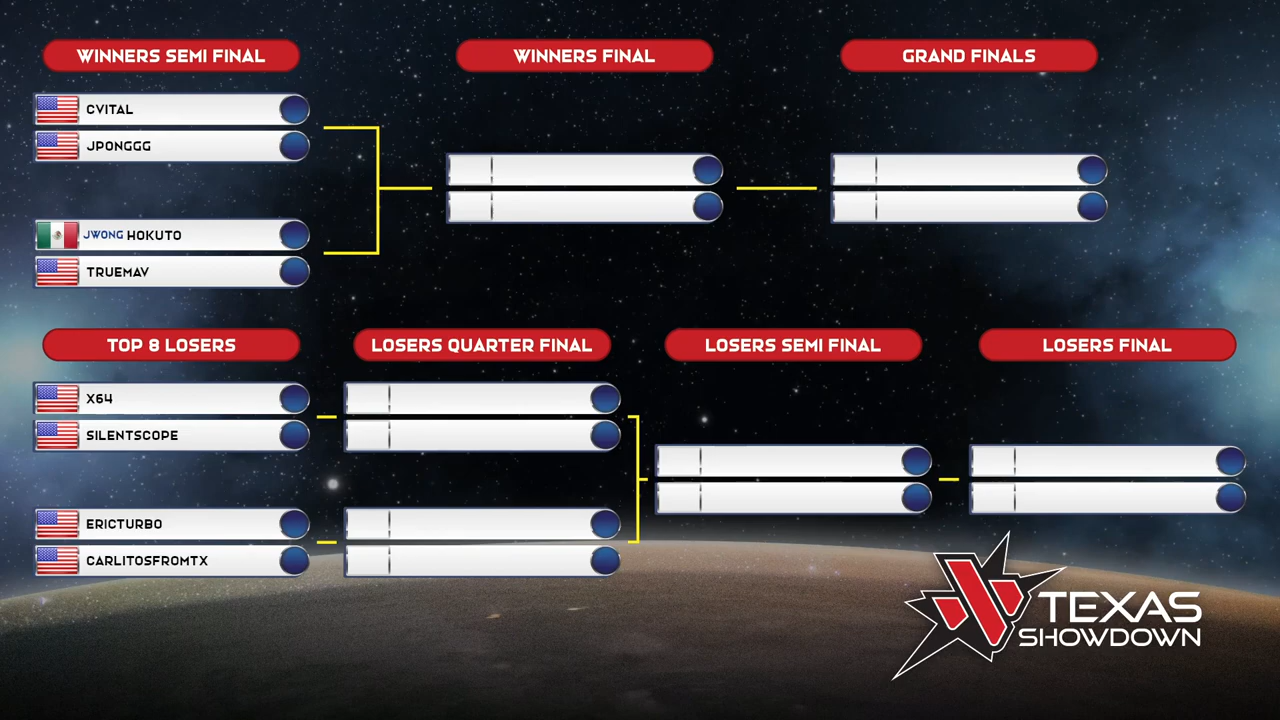 WINNERS SEMI FINAL
WINNERS FINAL
GRAND FINALS
CVITAL
JPONGGG
JWONG HOKUTO
TRUEMAV
TOP 8 LOSERS
LOSERS QUARTER FINAL
LOSERS SEMI FINAL
LOSERS FINAL
X64
SILENTSCOPE
ERICTURBO
CARLITOSFROMTX
TEXAS
SHOWDOWN